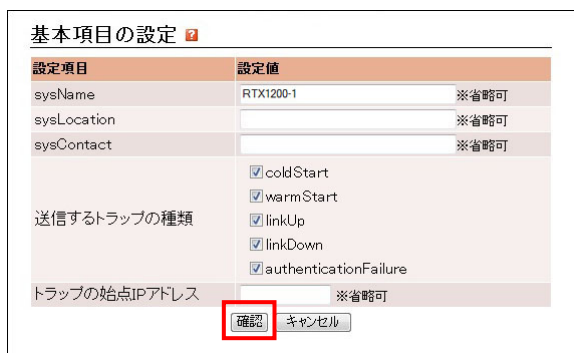 基本項目の設定 ?
設定項目 設定値
sysName RTX1200-1 ※省略可
sysLocation ※省略可
sysContact ※省略可
送信するトラップの種類
coldStart
warmStart
linkUp
linkDown
authenticationFailure
トラップの始点IPアドレス ※省略可
確認 キャンセル